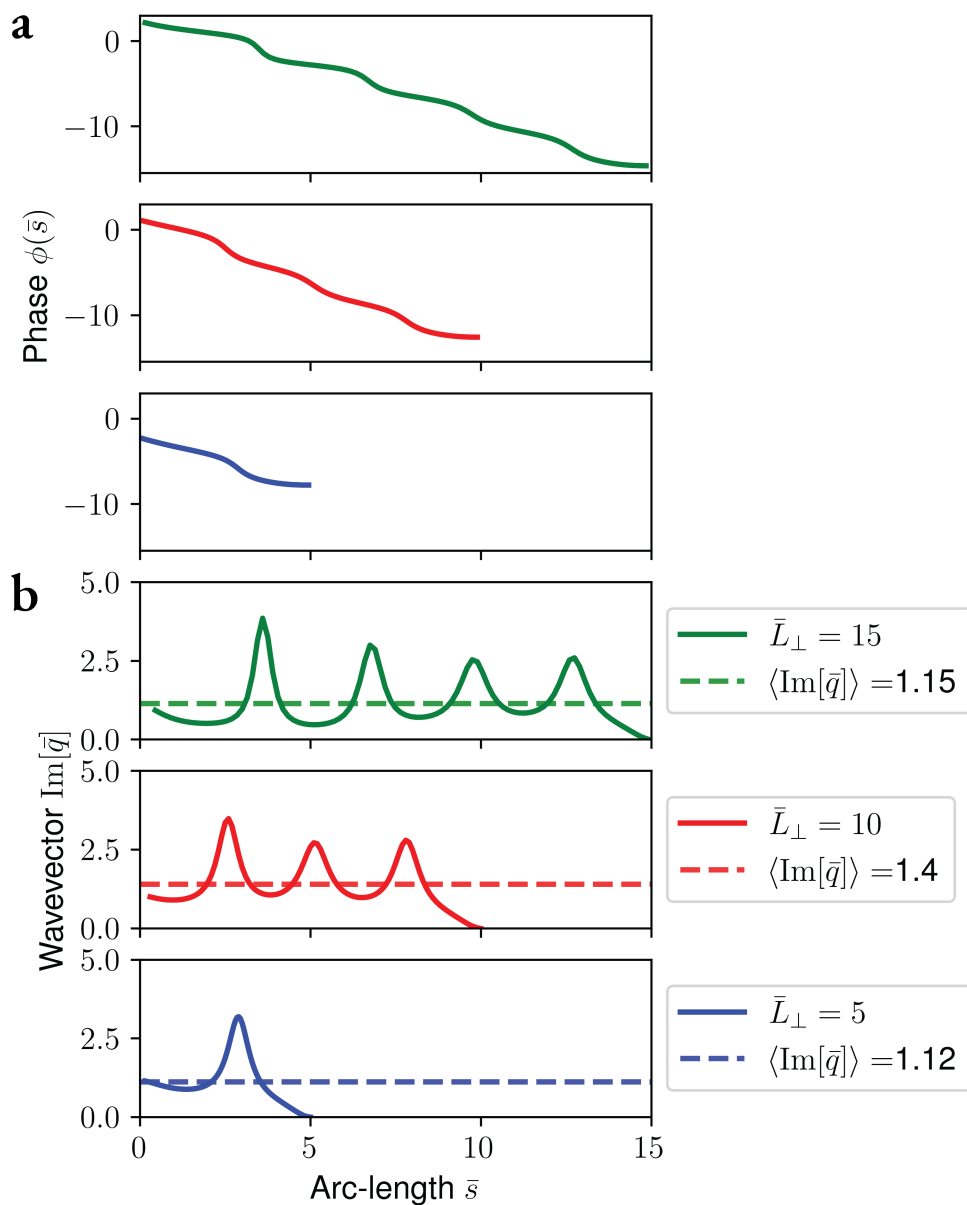 a
0
−10
0
−10
0
−10
Phase ϕ(s̄)
b
5.0
2.5
0.0
5.0
2.5
0.0
5.0
2.5
0.0
Wavevector Im[q̄]
0 5 10 15
Arc-length s̄
L̄⊥ = 15
⟨Im[q̄]⟩ =1.15
L̄⊥ = 10
⟨Im[q̄]⟩ =1.4
L̄⊥ = 5
⟨Im[q̄]⟩ =1.12